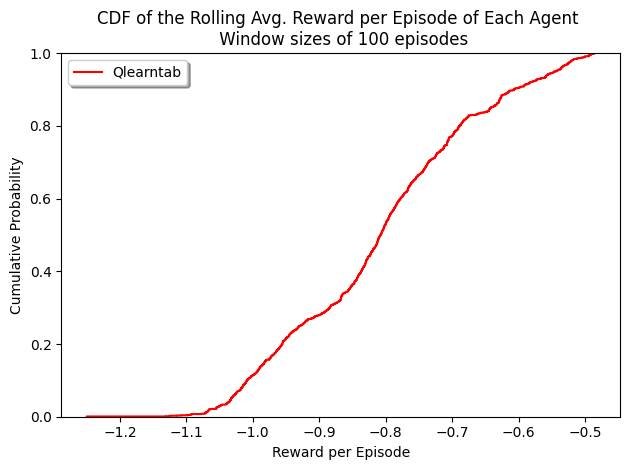 CDF of the Rolling Avg. Reward per Episode of Each Agent
Window sizes of 100 episodes
Qlearntab
1.0
0.8
0.6
0.4
0.2
0.0
Cumulative Probability
−1.2 −1.1 −1.0 −0.9 −0.8 −0.7 −0.6 −0.5
Reward per Episode